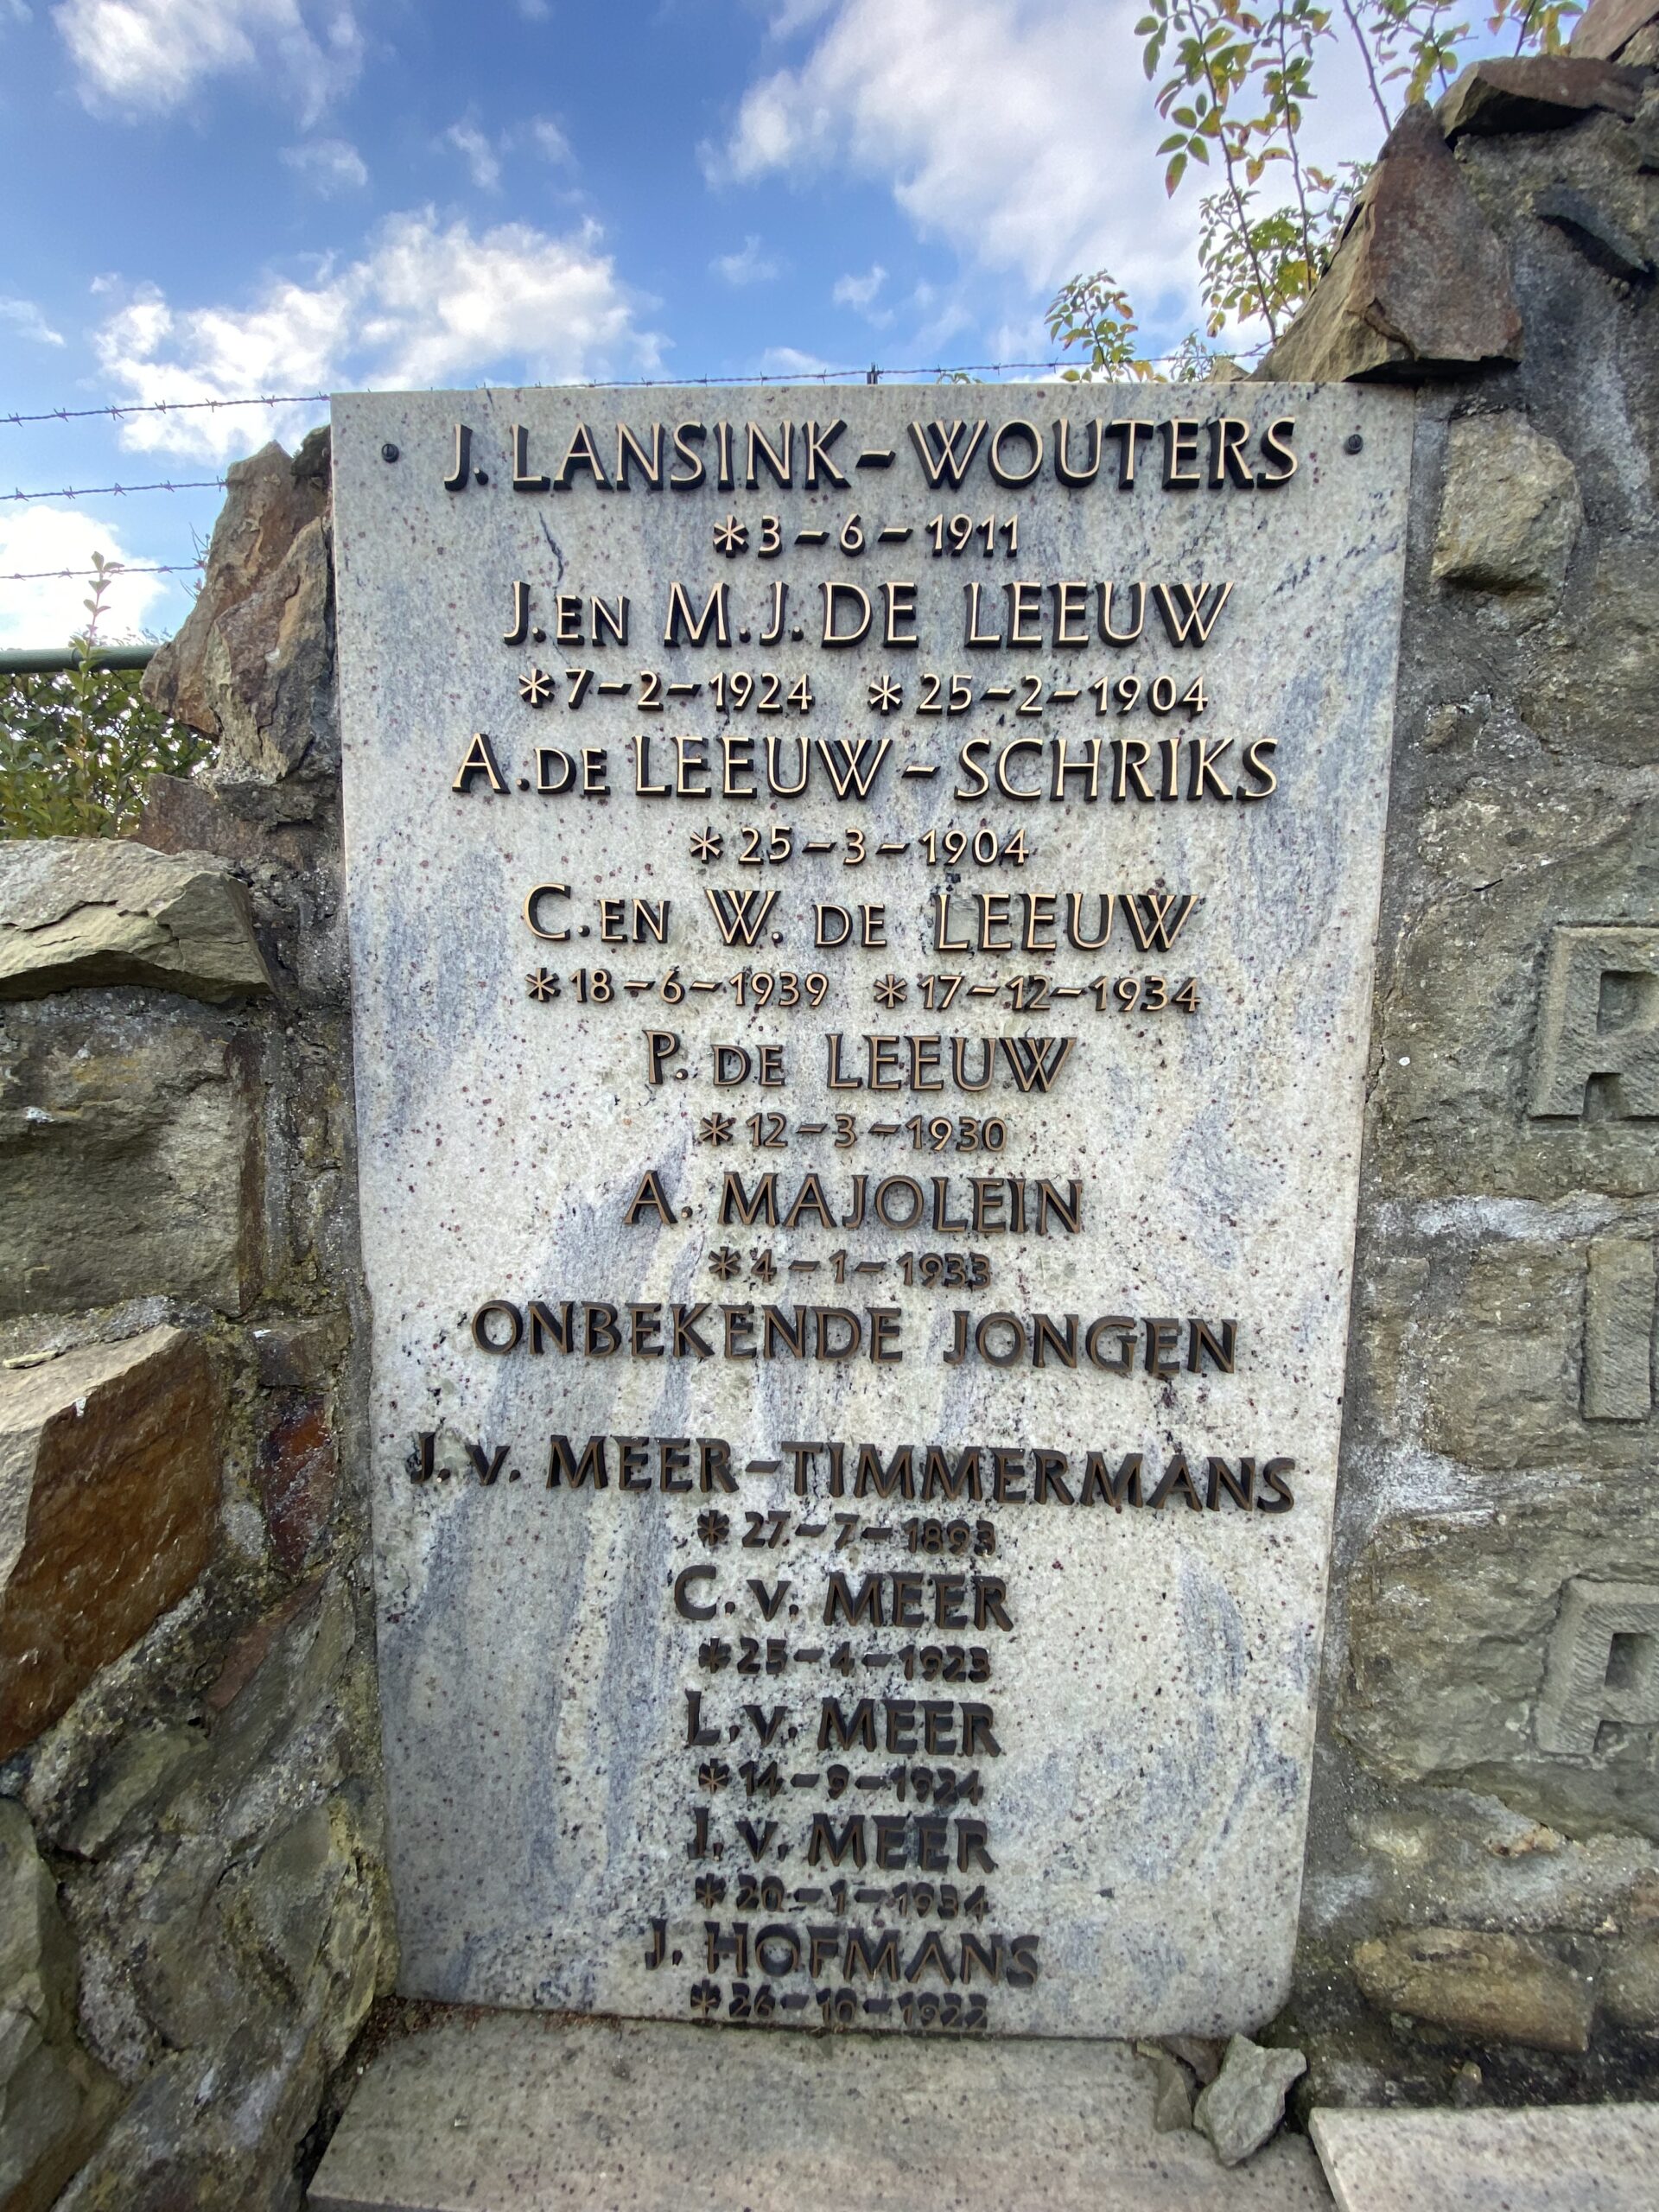 J. LANSINK-WOUTERS
*3-6-1911
J. EN M.J. DE LEEUW
*7-2-1924 *25-2-1904
A. DE LEEUW-SCHRIKS
*25-3-1904
C. EN W. DE LEEUW
*18-6-1939 *17-12-1934
P. DE LEEUW
*12-3-1930
A. MAJOLEIN
*4-1-1933
ONBEKENDE JONGEN
J. v. MEER-TIMMERMANS
*27-7-1893
C. v. MEER
*25-4-1923
L. v. MEER
*14-9-1924
J. v. MEER
*20-1-1934
J. HOFMANS
*26-10-1922